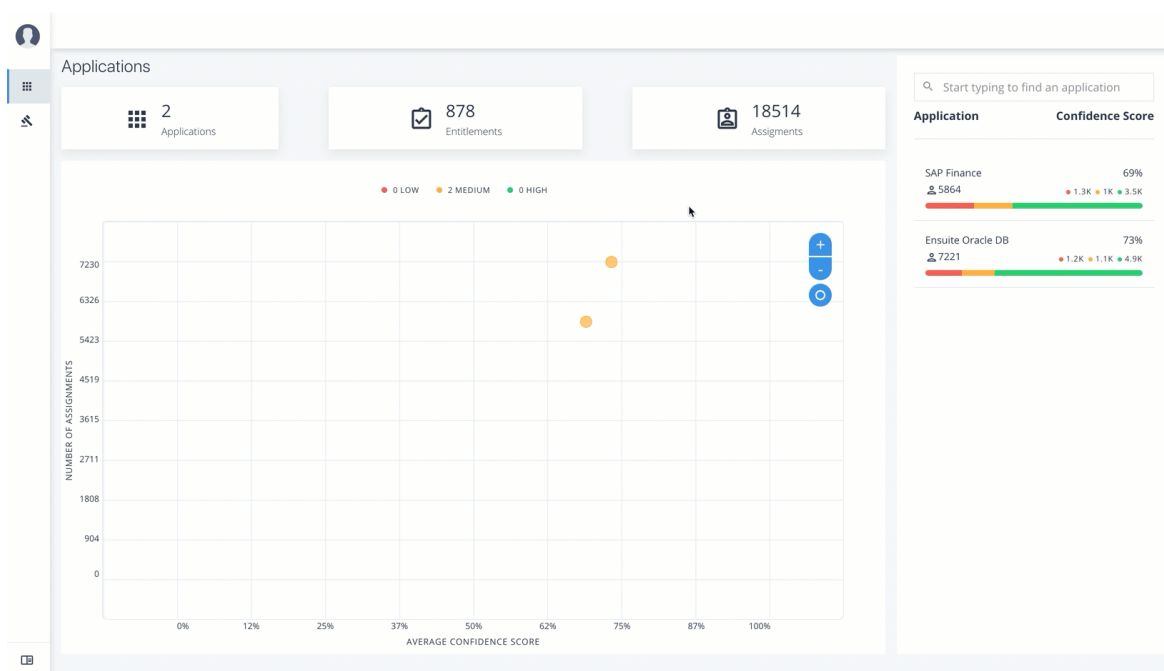 Applications
2
Applications
878
Entitlements
18514
Assigments
0 LOW 2 MEDIUM 0 HIGH
+
-
NUMBER OF ASSIGNMENTS
7230
6326
5423
4519
3615
2711
1808
904
0
0% 12% 25% 37% 50% 62% 75% 87% 100%
AVERAGE CONFIDENCE SCORE
Start typing to find an application
Application Confidence Score
SAP Finance 69%
5864 1.3K 1K 3.5K
Ensuite Oracle DB 73%
7221 1.2K 1.1K 4.9K